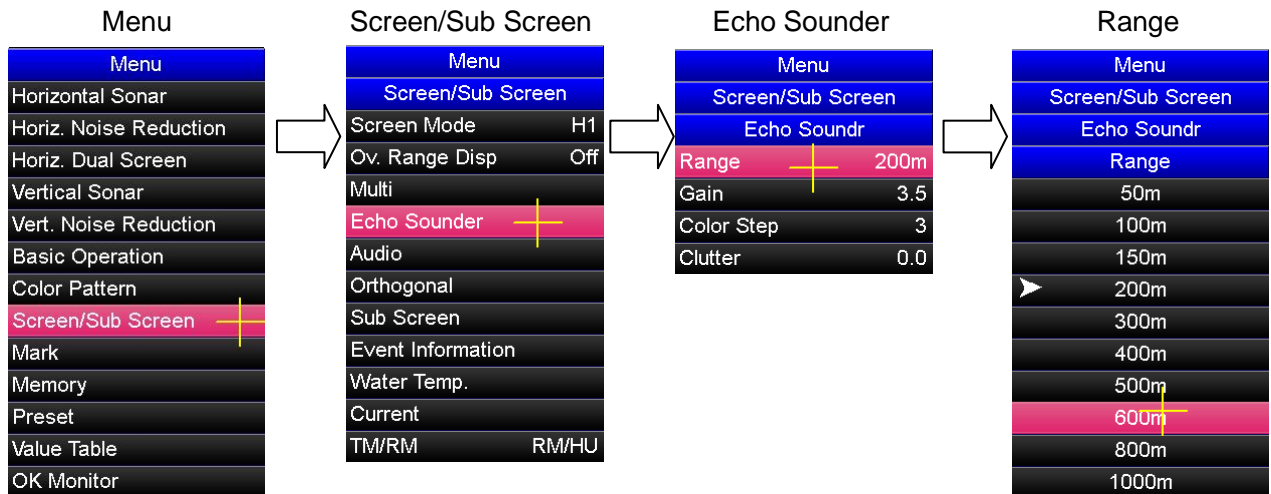 Menu
Menu
Horizontal Sonar
Horiz. Noise Reduction
Horiz. Dual Screen
Vertical Sonar
Vert. Noise Reduction
Basic Operation
Color Pattern
Screen/Sub Screen
Mark
Memory
Preset
Value Table
OK Monitor
Screen/Sub Screen
Menu
Screen/Sub Screen
Screen Mode H1
Ov. Range Disp Off
Multi
Echo Sounder
Audio
Orthogonal
Sub Screen
Event Information
Water Temp.
Current
TM/RM RM/HU
Echo Sounder
Menu
Screen/Sub Screen
Echo Soundr
Range 200m
Gain 3.5
Color Step 3
Clutter 0.0
Range
Menu
Screen/Sub Screen
Echo Soundr
Range
50m
100m
150m
200m
300m
400m
500m
600m
800m
1000m